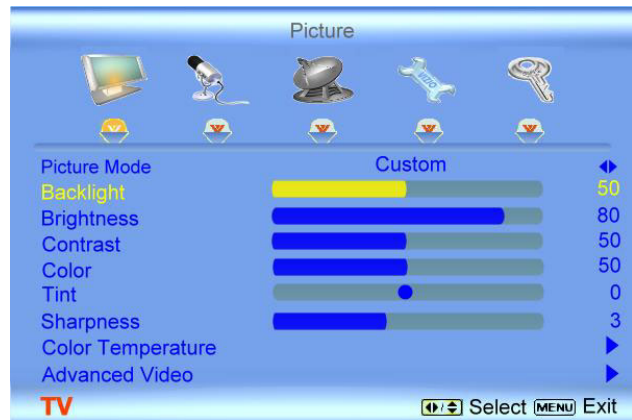 Picture
VIZIO
Picture Mode Custom
Backlight 50
Brightness 80
Contrast 50
Color 50
Tint 0
Sharpness 3
Color Temperature
Advanced Video
TV Select MENU Exit